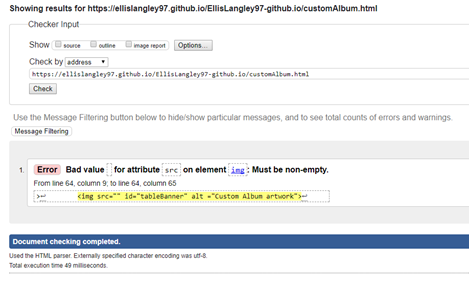 Showing results for https://ellislangley97.github.io/EllisLangley97-github.io/customAlbum.html
Checker Input
Show source outline image report Options...
Check by address
https://ellislangley97.github.io/EllisLangley97-github.io/customAlbum.html
Check
Use the Message Filtering button below to hide/show particular messages, and to see total counts of errors and warnings.
Message Filtering
1. Error Bad value for attribute src on element img: Must be non-empty.
From line 64, column 9; to line 64, column 65
>↩ <img src="" id="tableBanner" alt ="Custom Album artwork">↩
Document checking completed.
Used the HTML parser. Externally specified character encoding was utf-8.
Total execution time 49 milliseconds.